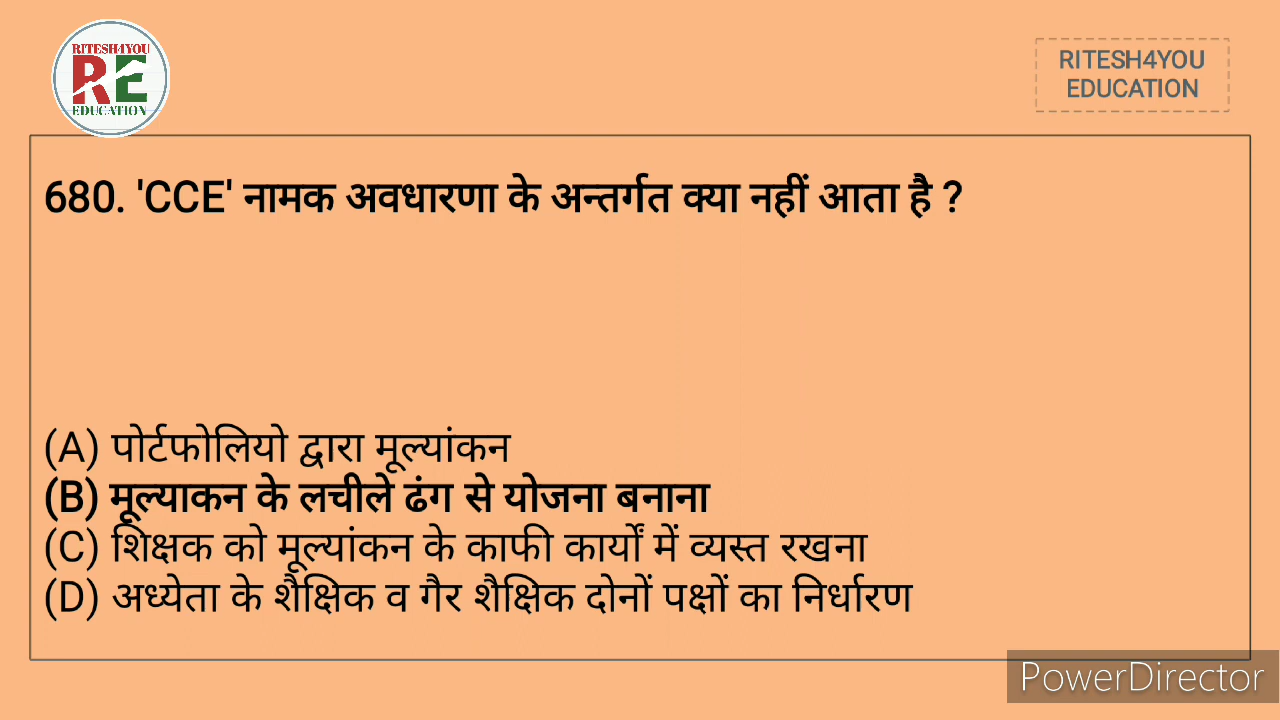 RITESH4YOU
RE
EDUCATION
RITESH4YOU
EDUCATION
680. 'CCE' नामक अवधारणा के अन्तर्गत क्या नहीं आता है ?
(A) पोर्टफोलियो द्वारा मूल्यांकन
(B) मूल्याकन के लचीले ढंग से योजना बनाना
(C) शिक्षक को मूल्यांकन के काफी कार्यों में व्यस्त रखना
(D) अध्येता के शैक्षिक व गैर शैक्षिक दोनों पक्षों का निर्धारण
PowerDirector